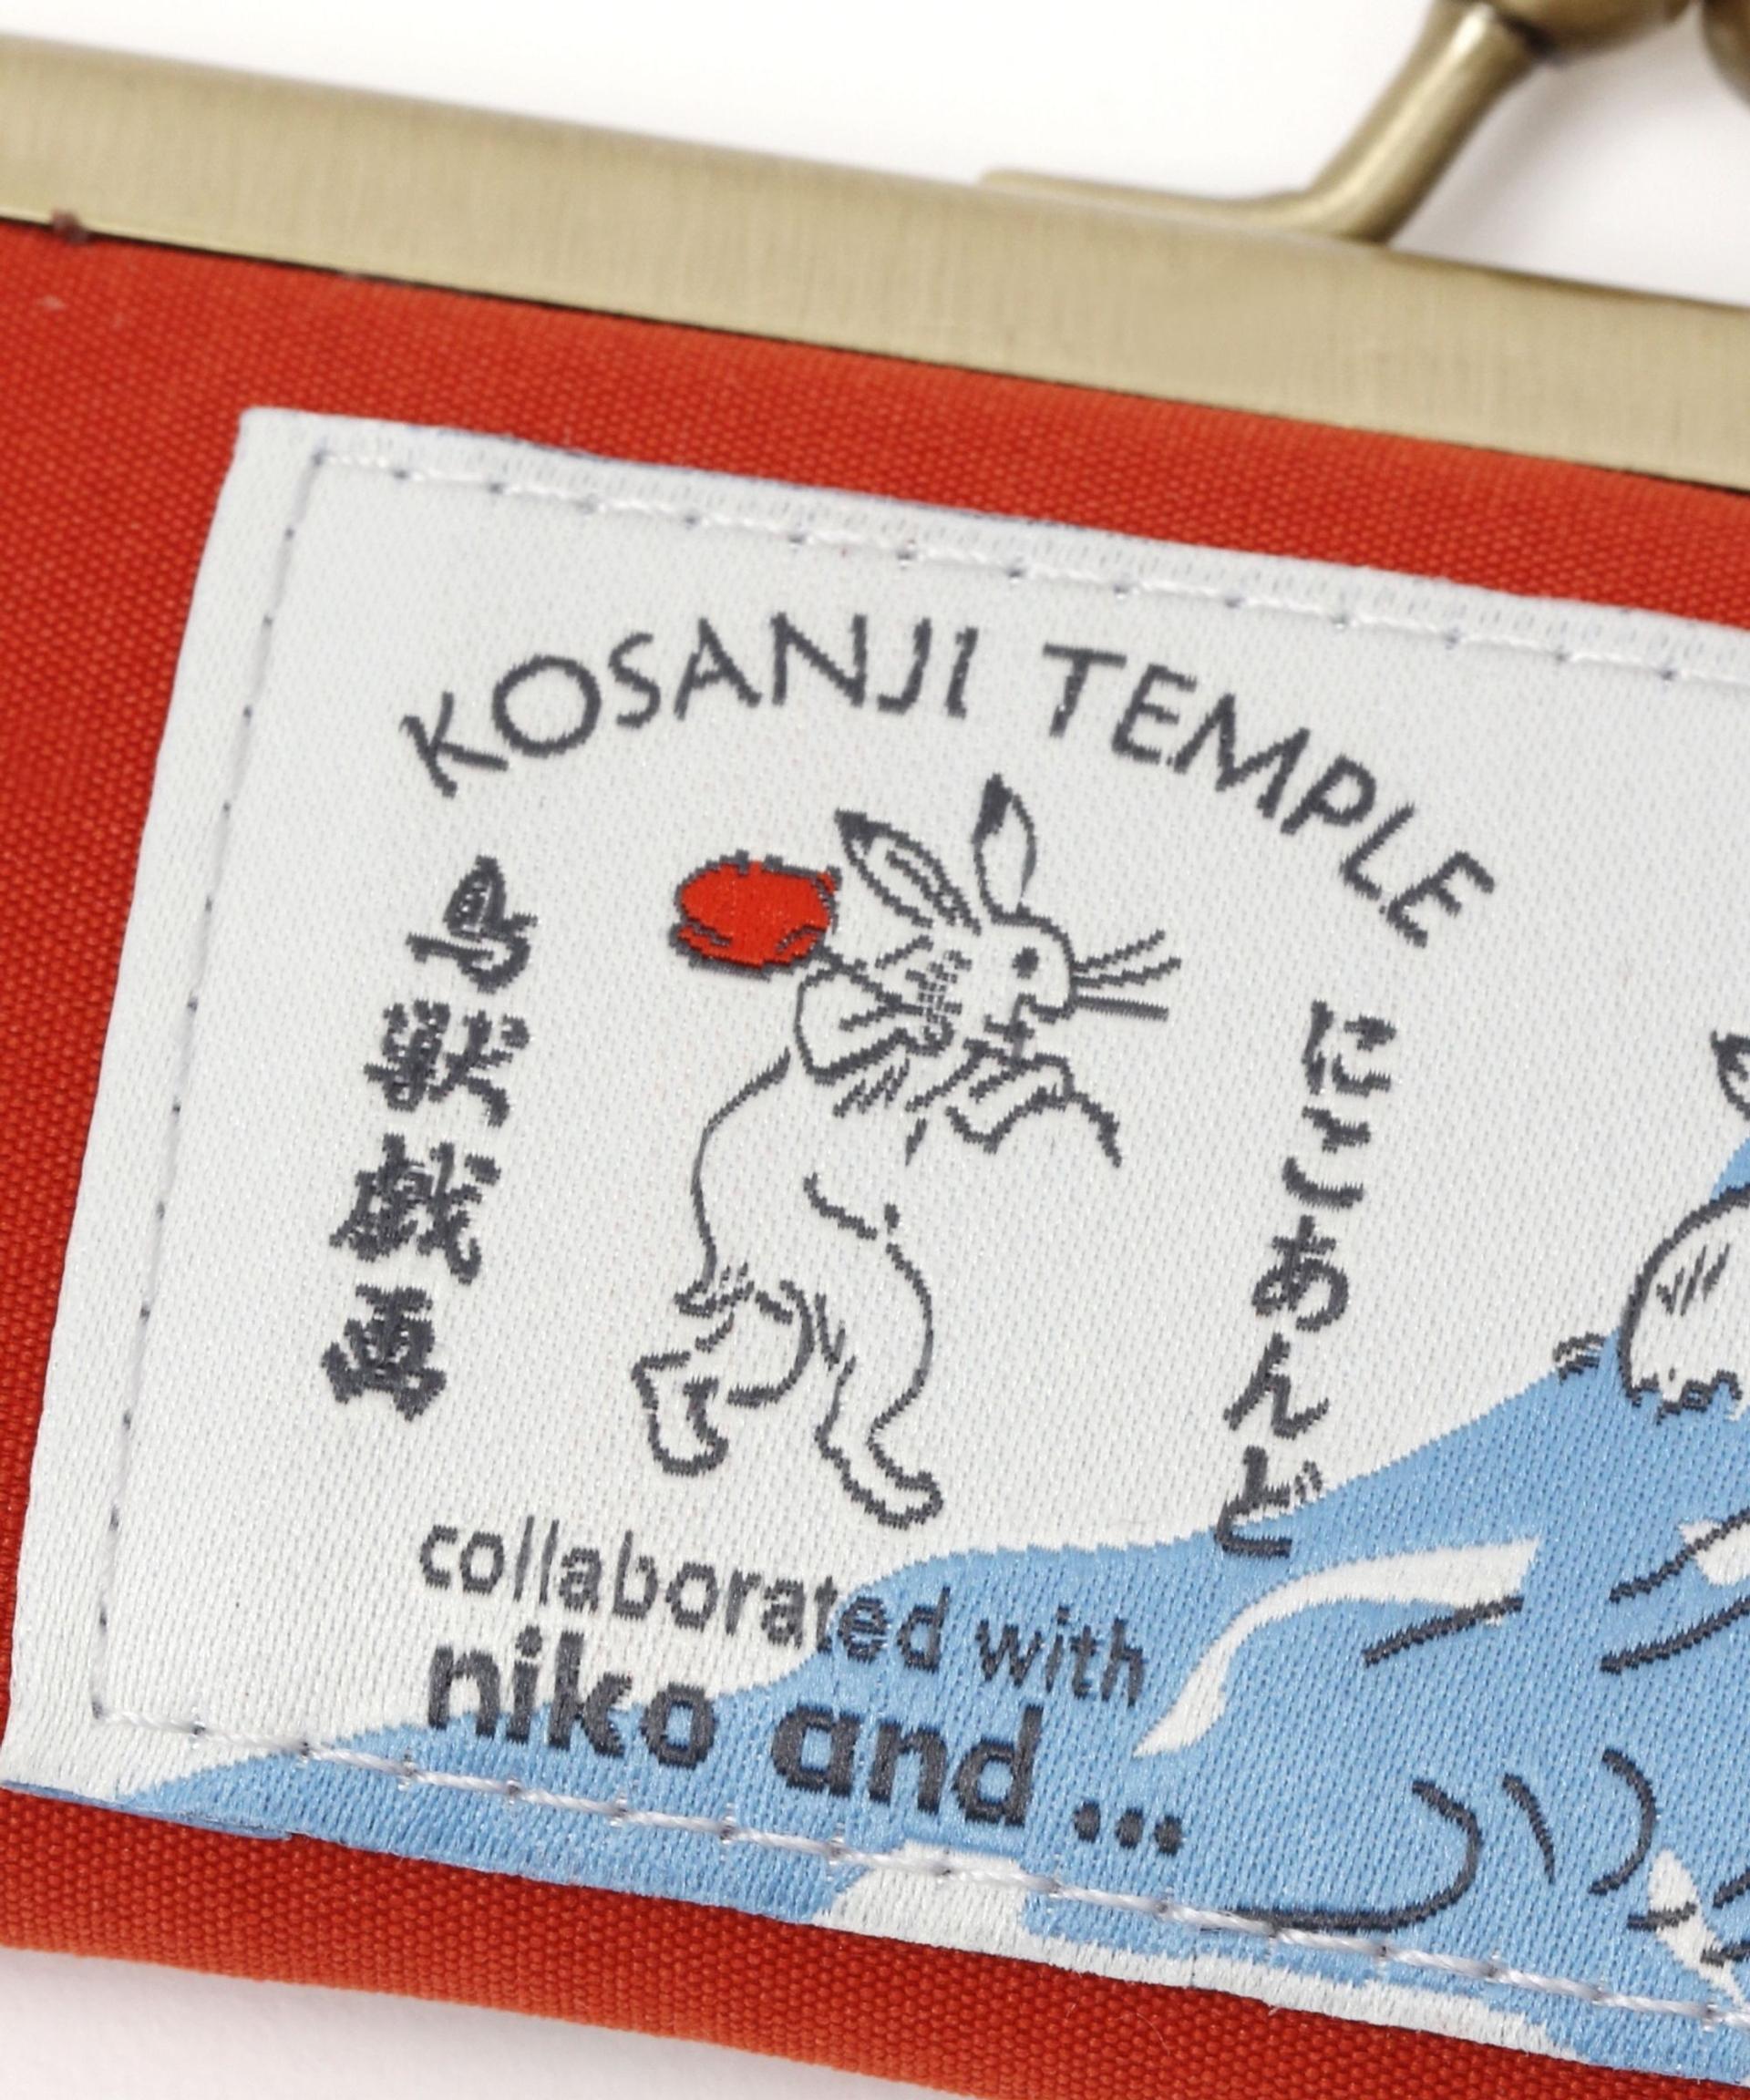 KOSANJI TEMPLE
鳥獣戯画
にこあんど
collaborated with
niko and ...